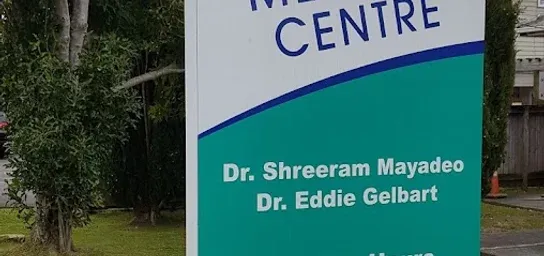 CENTRE
Dr. Shreeram Mayadeo
Dr. Eddie Gelbart